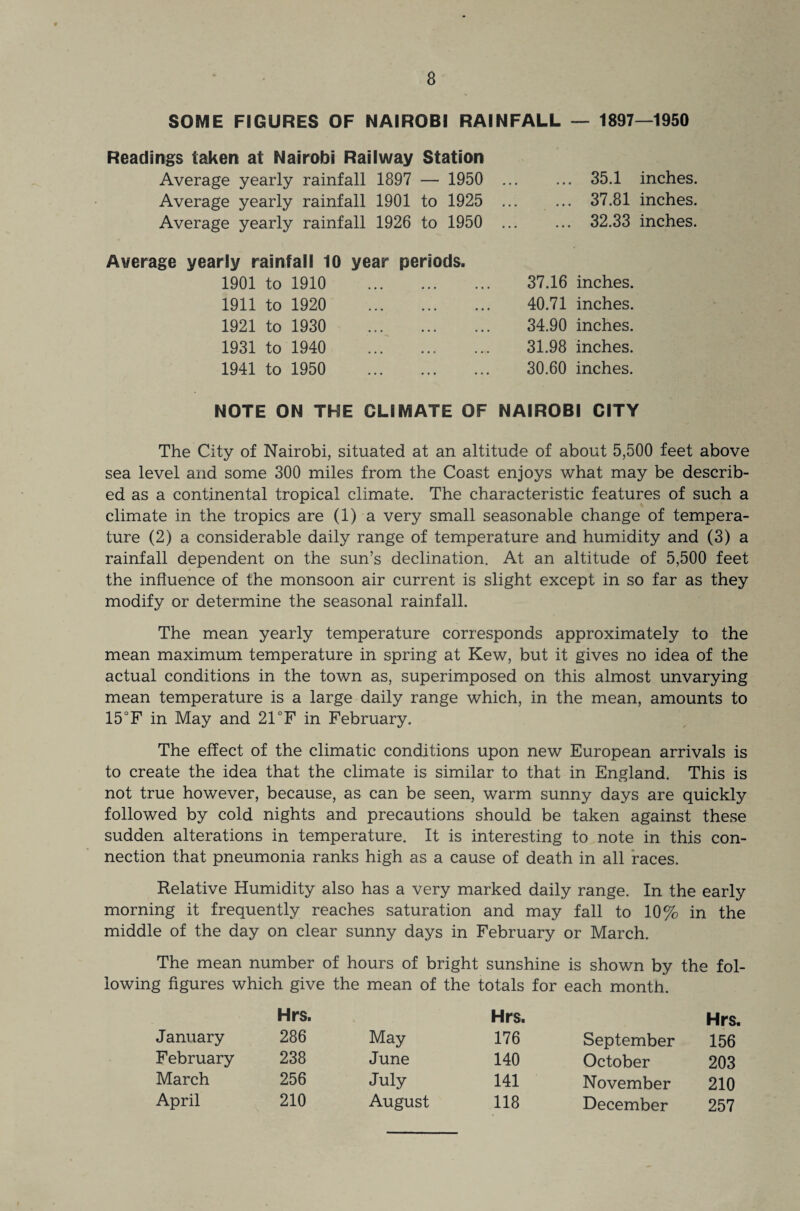 8
SOME FIGURES OF NAIROBI RAINFALL — 1897—1950
Readings taken at Nairobi Railway Station
Average yearly rainfall 1897 — 1950 ... ... 35.1 inches.
Average yearly rainfall 1901 to 1925 ... ... 37.81 inches.
Average yearly rainfall 1926 to 1950 ... ... 32.33 inches.
Average yearly rainfall 10 year periods.
1901 to 1910 ... ... ... 37.16 inches.
1911 to 1920 ... ... ... 40.71 inches.
1921 to 1930 ... ... ... 34.90 inches.
1931 to 1940 ... ... ... 31.98 inches.
1941 to 1950 ... ... ... 30.60 inches.
NOTE ON THE CLIMATE OF NAIROBI CITY
The City of Nairobi, situated at an altitude of about 5,500 feet above
sea level and some 300 miles from the Coast enjoys what may be describ-
ed as a continental tropical climate. The characteristic features of such a
climate in the tropics are (1) a very small seasonable change of tempera-
ture (2) a considerable daily range of temperature and humidity and (3) a
rainfall dependent on the sun's declination. At an altitude of 5,500 feet
the influence of the monsoon air current is slight except in so far as they
modify or determine the seasonal rainfall.
The mean yearly temperature corresponds approximately to the
mean maximum temperature in spring at Kew, but it gives no idea of the
actual conditions in the town as, superimposed on this almost unvarying
mean temperature is a large daily range which, in the mean, amounts to
15°F in May and 21°F in February.
The effect of the climatic conditions upon new European arrivals is
to create the idea that the climate is similar to that in England. This is
not true however, because, as can be seen, warm sunny days are quickly
followed by cold nights and precautions should be taken against these
sudden alterations in temperature. It is interesting to note in this con-
nection that pneumonia ranks high as a cause of death in all races.
Relative Humidity also has a very marked daily range. In the early
morning it frequently reaches saturation and may fall to 10% in the
middle of the day on clear sunny days in February or March.
The mean number of hours of bright sunshine is shown by the fol-
lowing figures which give the mean of the totals for each month.
Hrs. Hrs. Hrs.
January 286 May 176 September 156
February 238 June 140 October 203
March 256 July 141 November 210
April 210 August 118 December 257